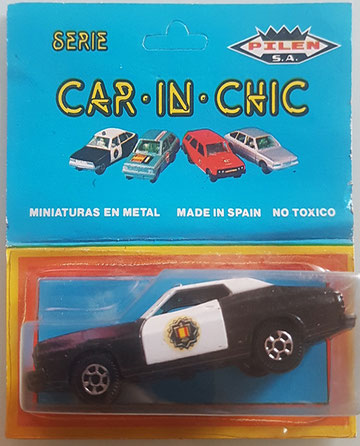 SERIE
PILEN
S.A.
CAR·IN·CHIC
MINIATURAS EN METAL MADE IN SPAIN NO TOXICO